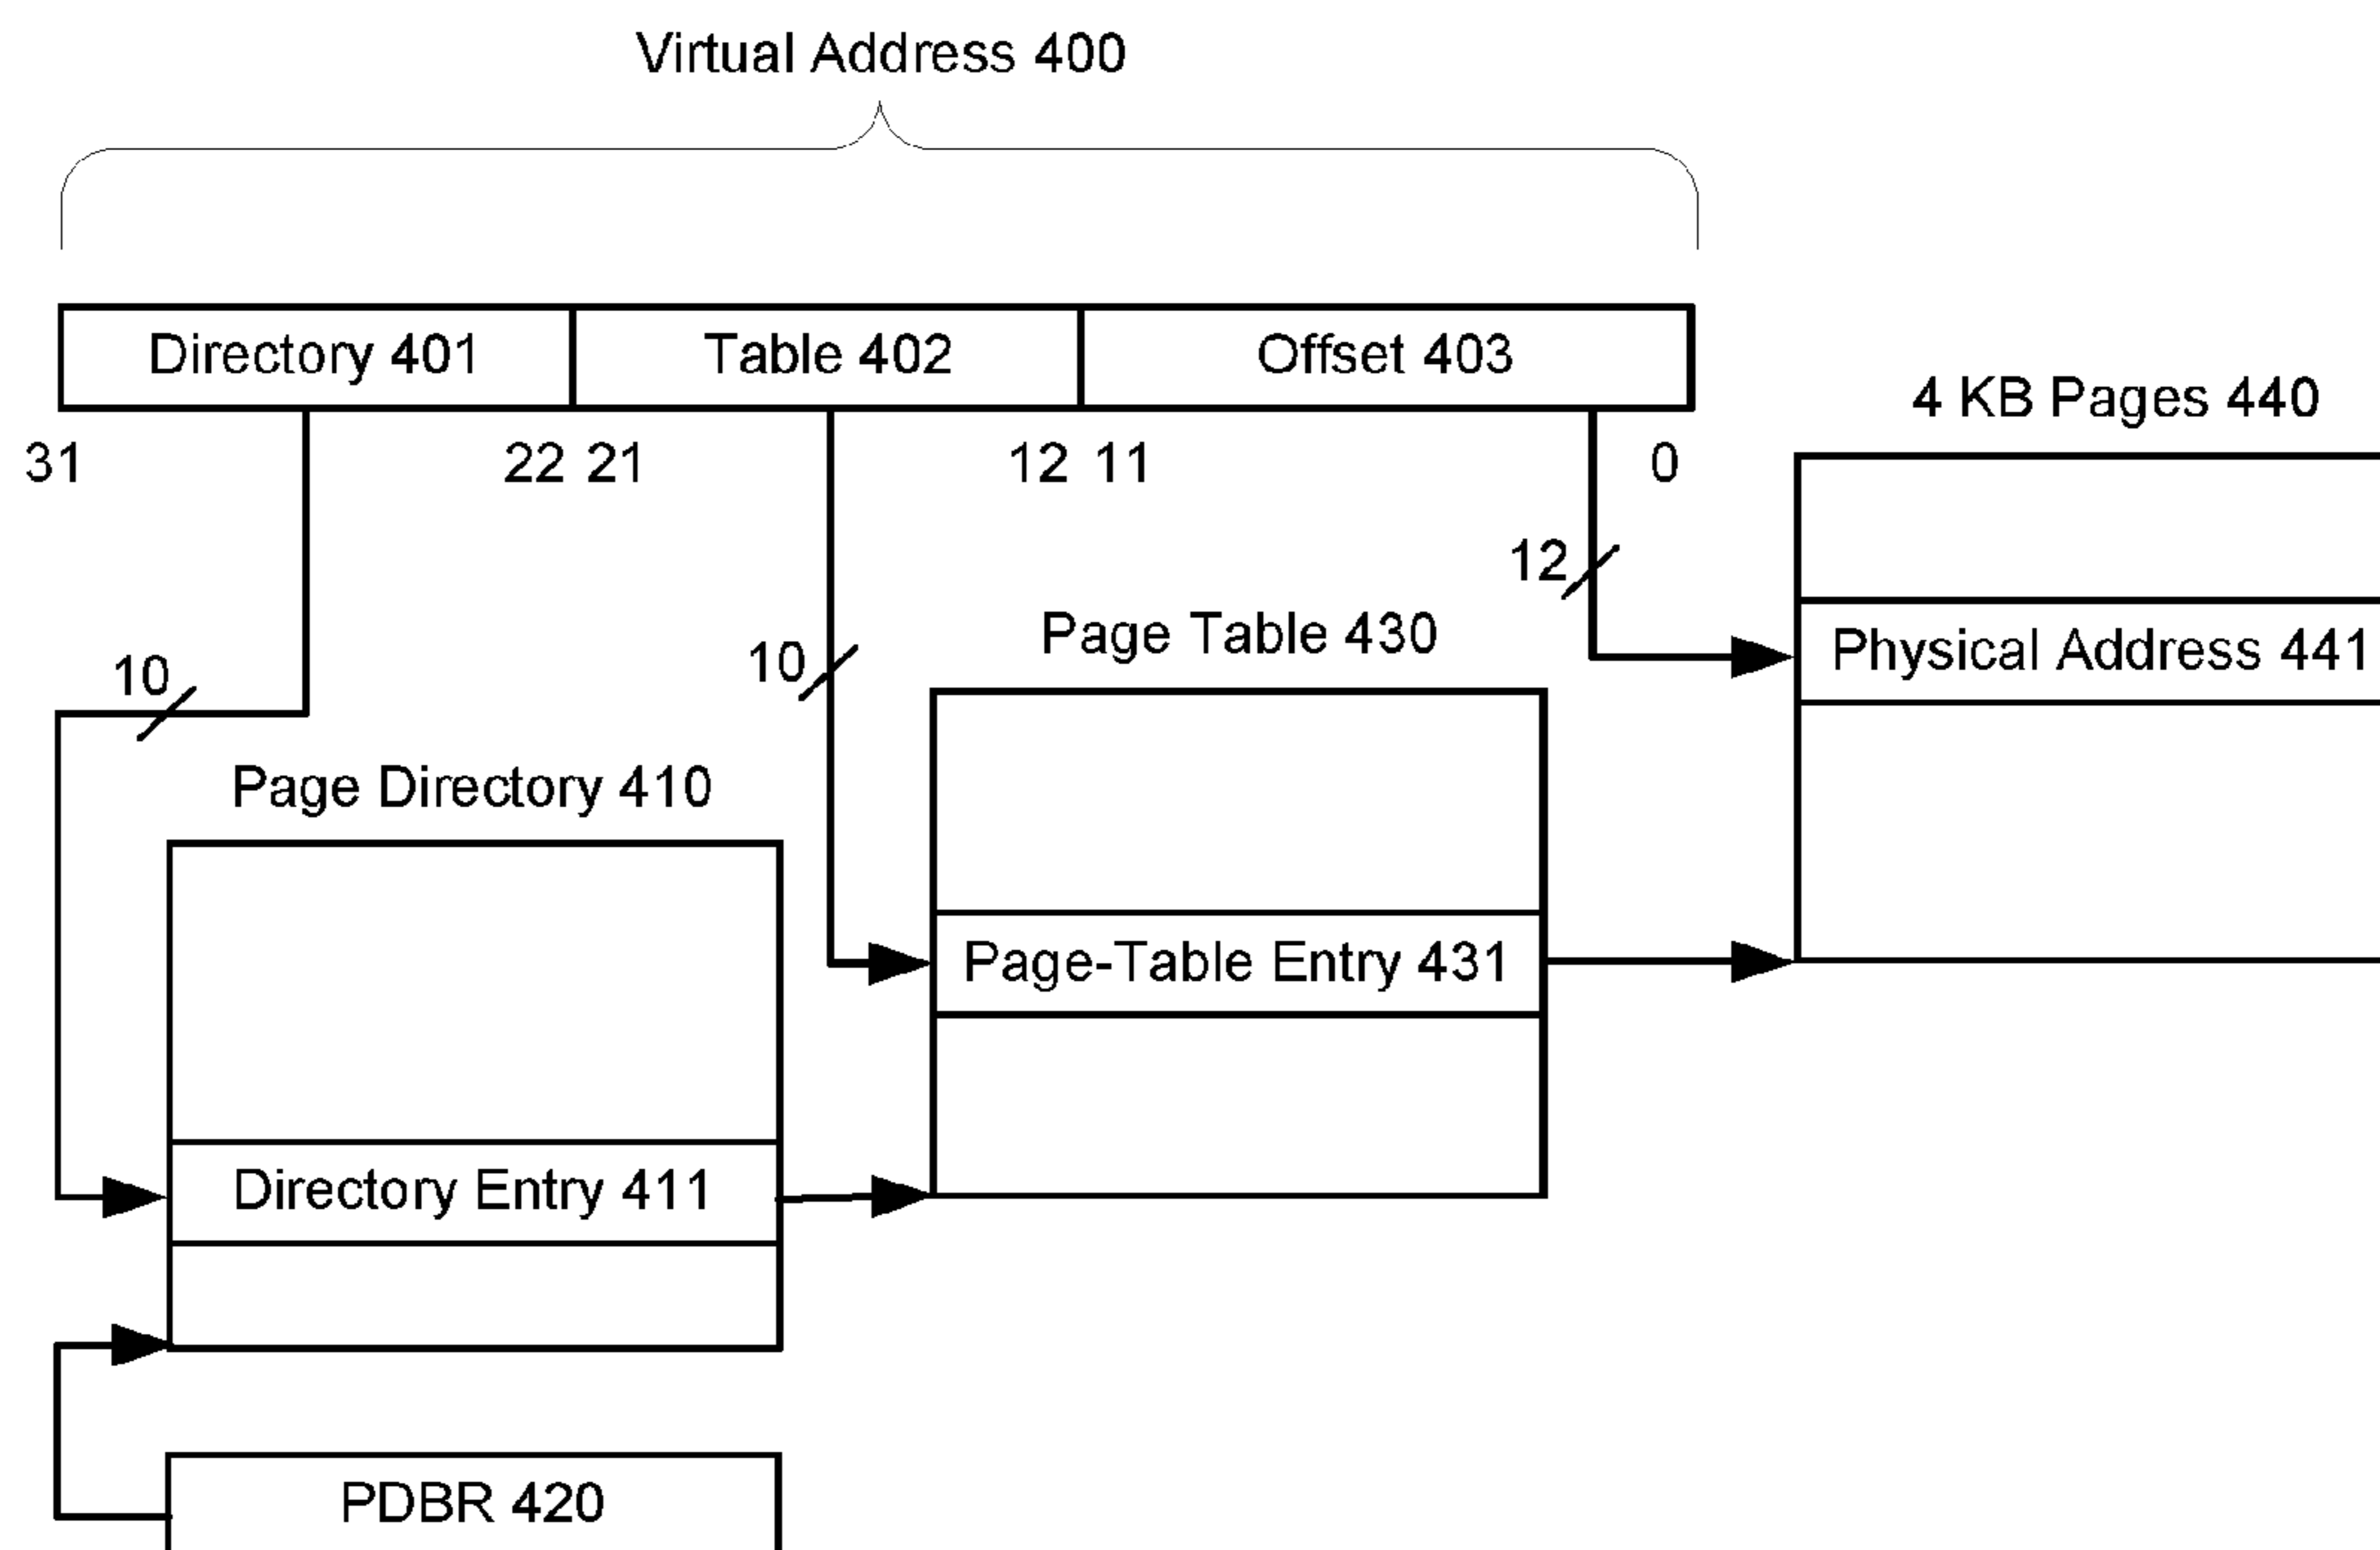 Virtual Address 400
Directory 401 Table 402 Offset 403
4 KB Pages 440
31 22 21 12 11 0
12
Page Table 430
Physical Address 441
10
10
Page Directory 410
Page-Table Entry 431
Directory Entry 411
PDBR 420